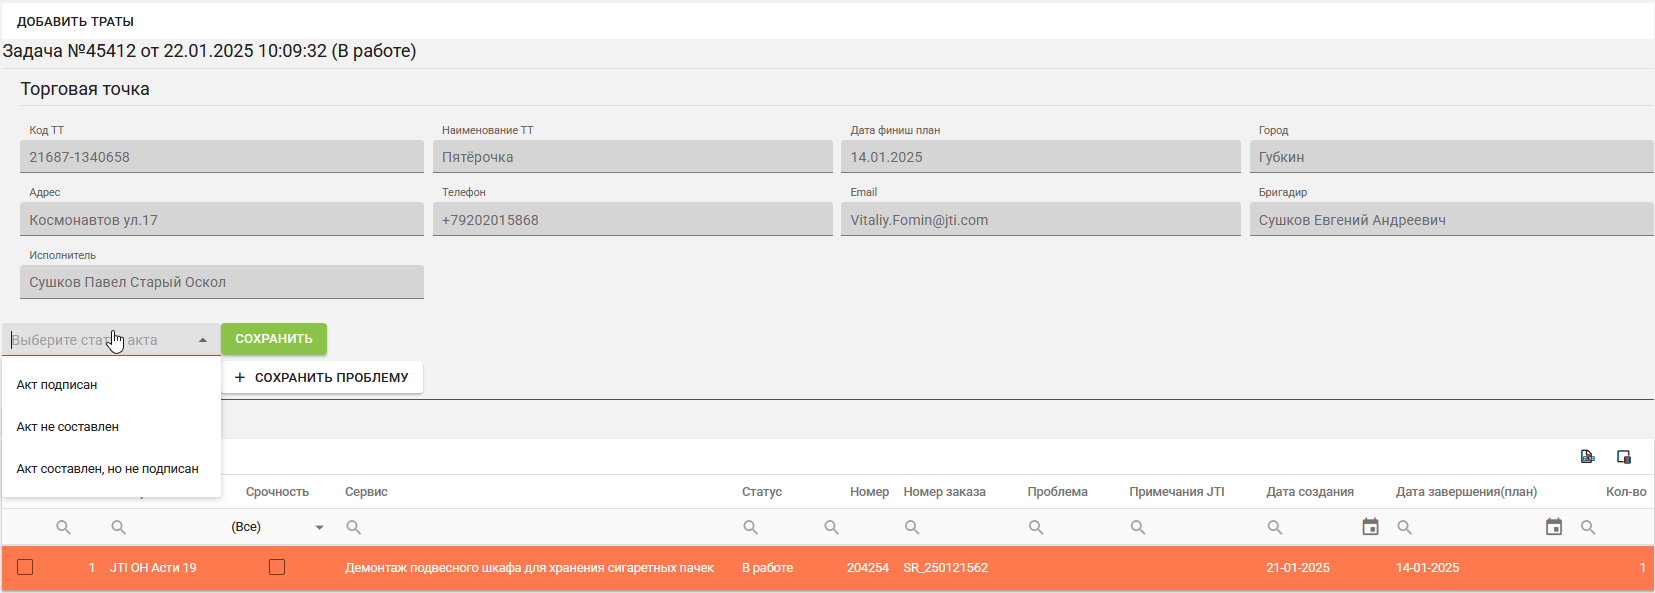 ДОБАВИТЬ ТРАТЫ
Задача №45412 от 22.01.2025 10:09:32 (В работе)
Торговая точка
Код ТТ Наименование ТТ Дата финиш план Город
21687-1340658 Пятёрочка 14.01.2025 Губкин
Адрес Телефон Email Бригадир
Космонавтов ул.17 +79202015868 Vitaliy.Fomin@jti.com Сушков Евгений Андреевич
Исполнитель
Сушков Павел Старый Оскол
Выберите акта СОХРАНИТЬ
+ СОХРАНИТЬ ПРОБЛЕМУ
Акт подписан
Акт не составлен
Акт составлен, но не подписан
Срочность Сервис Статус Номер Номер заказа Проблема Примечания JTI Дата создания Дата завершения(план) Кол-во
(Все)
1 JTI ОН Асти 19 Демонтаж подвесного шкафа для хранения сигаретных пачек В работе 204254 SR_250121562 21-01-2025 14-01-2025 1